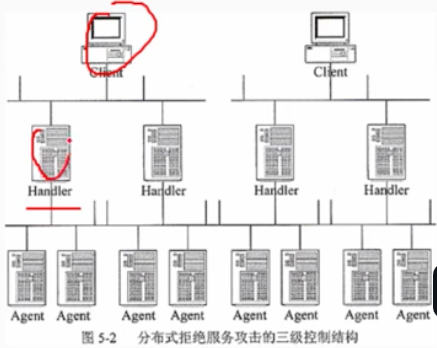 Client Client
Handler Handler Handler Handler
Agent Agent Agent Agent Agent Agent Agent Agent
图 5-2 分布式拒绝服务攻击的三级控制结构